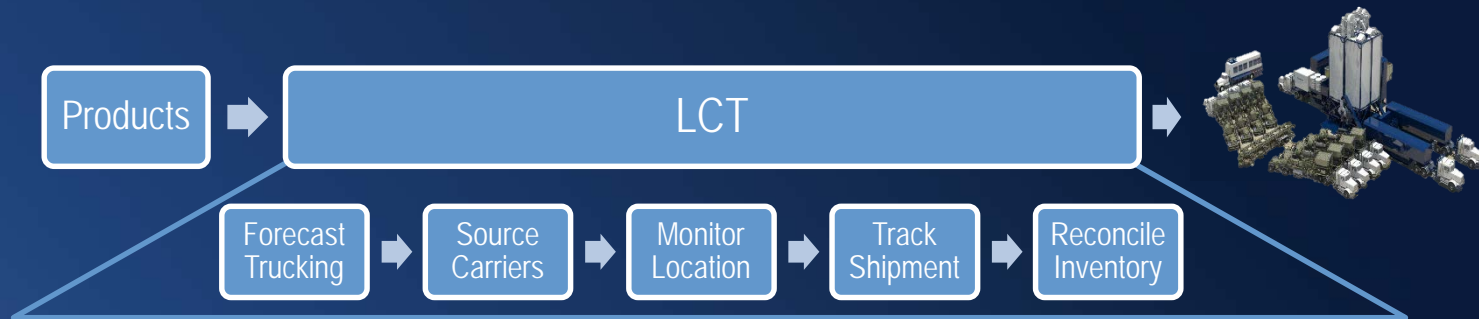 Products
LCT
Forecast
Trucking
Source
Carriers
Monitor
Location
Track
Shipment
Reconcile
Inventory